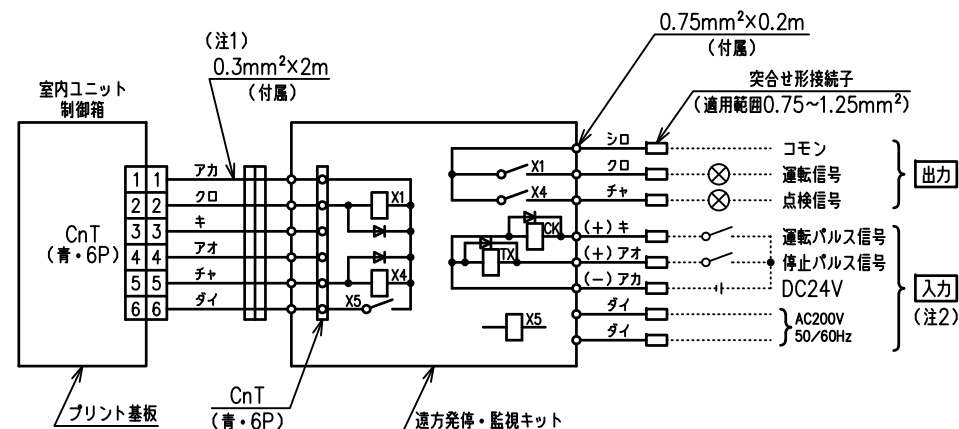 0.75mm²×0.2m
(付属)
(注1)
0.3mm²×2m
(付属)
突合せ形接続子
(適用範囲0.75~1.25mm²)
室内ユニット
制御箱
CnT
(青・6P)
1 1 アカ
2 2 クロ
3 3 キ
4 4 アオ
5 5 チャ
6 6 ダイ
X1
X4
X5
X1
X4
CK
TX
X5
シロ コモン
クロ 運転信号
チャ 点検信号
出力
(+)キ 運転パルス信号
(+)アオ 停止パルス信号
(-)アカ DC24V
ダイ
ダイ
AC200V
50/60Hz
入力
(注2)
プリント基板
CnT
(青・6P)
遠方発停・監視キット